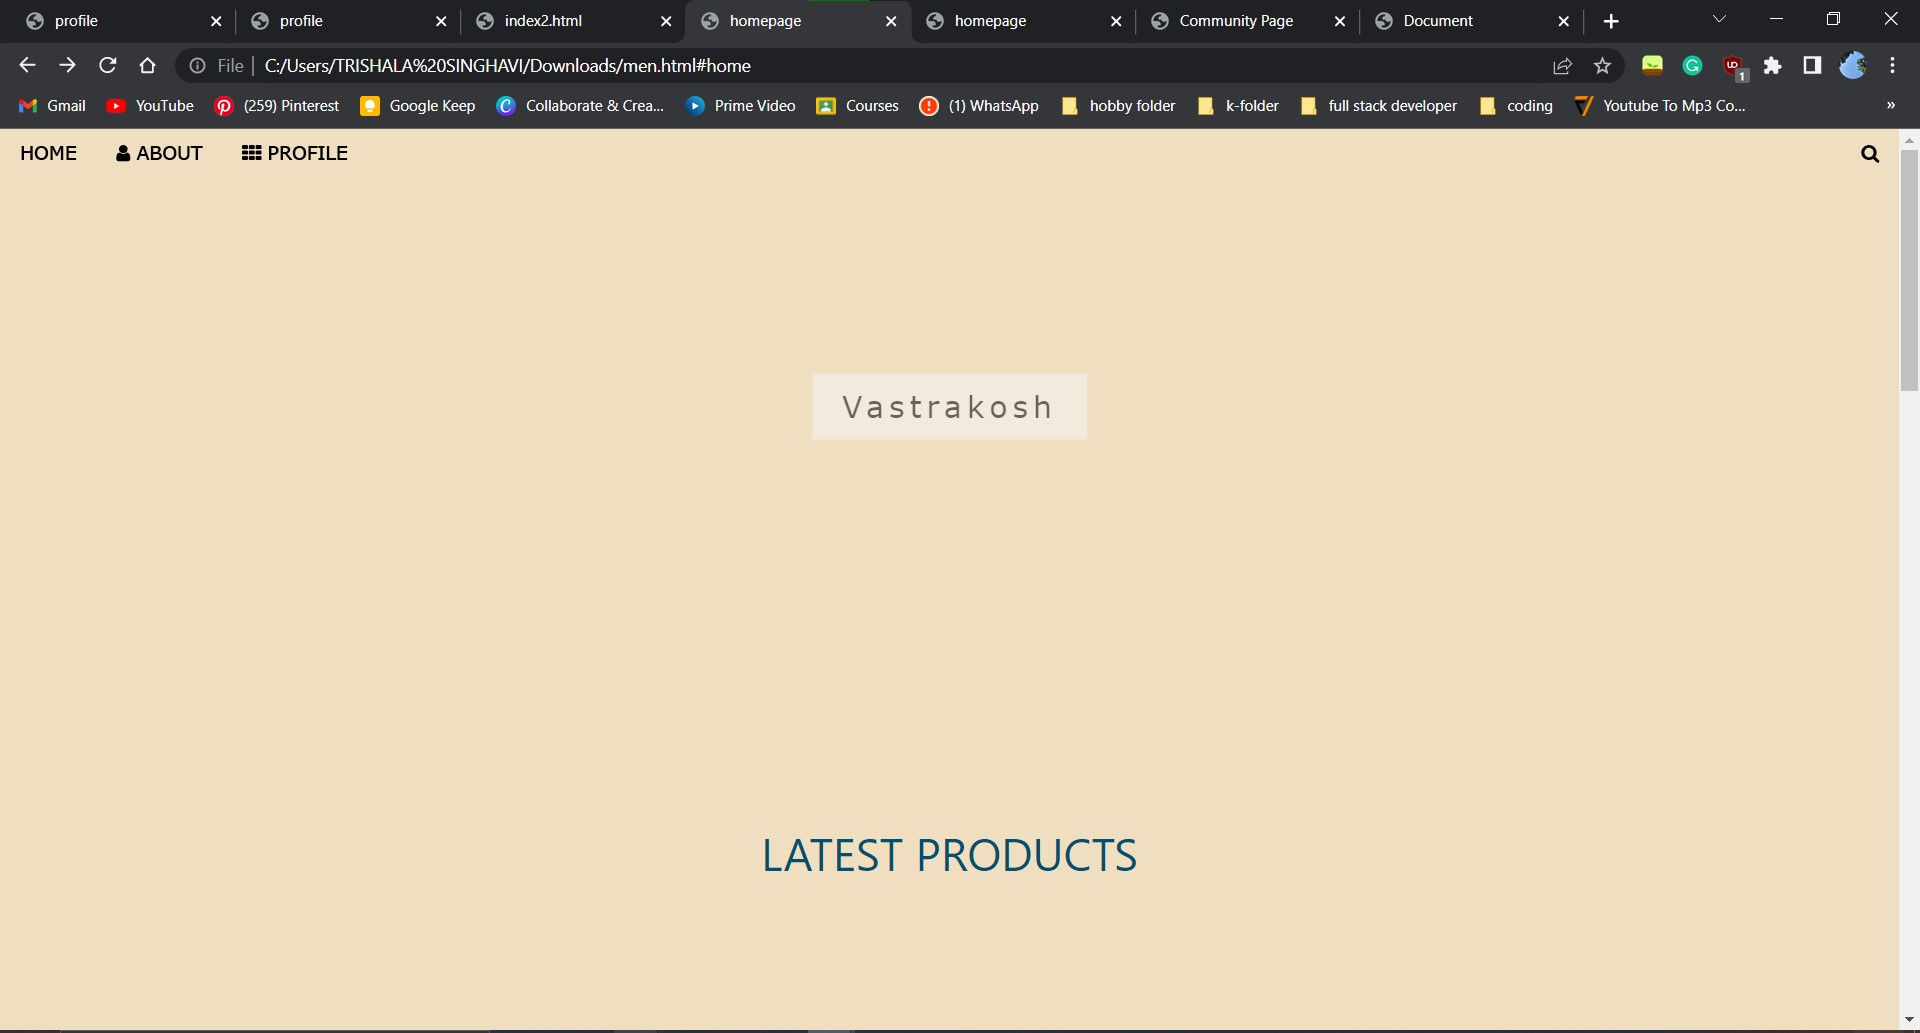 profile profile index2.html homepage homepage Community Page Document
File C:/Users/TRISHALA%20SINGHAVI/Downloads/men.html#home
1
Gmail YouTube (259) Pinterest Google Keep Collaborate & Crea... Prime Video Courses (1) WhatsApp hobby folder k-folder full stack developer coding Youtube To Mp3 Co... »
HOME ABOUT PROFILE
Vastrakosh
LATEST PRODUCTS